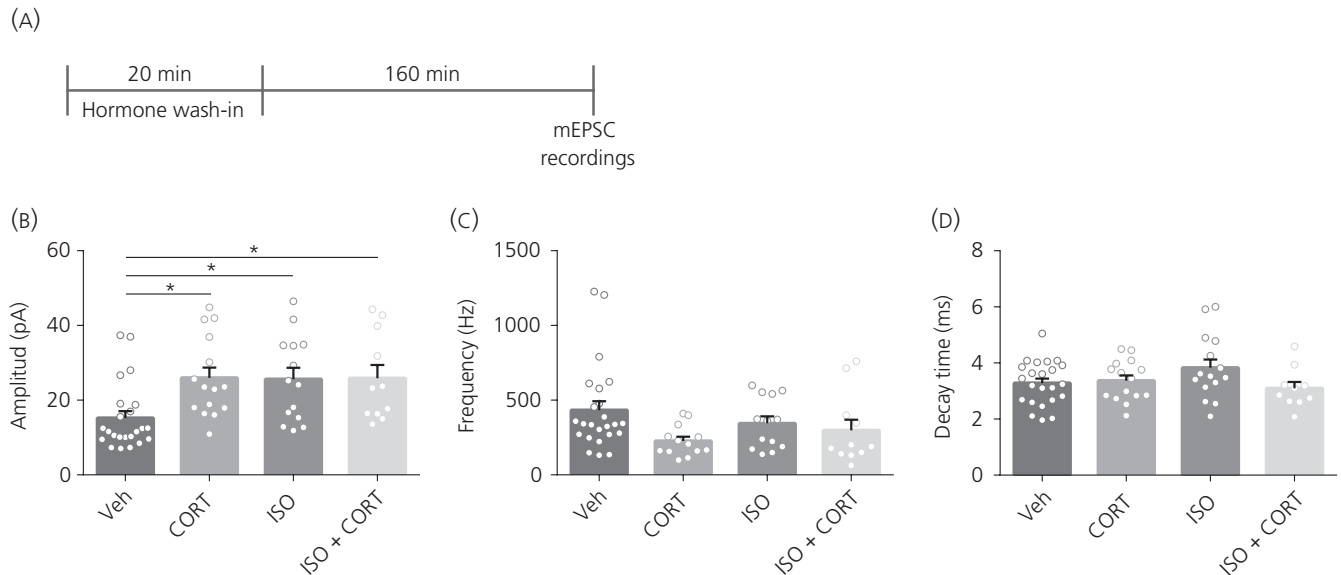 (A)
20 min
160 min
Hormone wash-in
mEPSC
recordings
(B)
Amplitud (pA)
60
40
20
0
*
*
*
Veh
CORT
ISO
ISO + CORT
(C)
Frequency (Hz)
1500
1000
500
0
Veh
CORT
ISO
ISO + CORT
(D)
Decay time (ms)
8
6
4
2
0
Veh
CORT
ISO
ISO + CORT